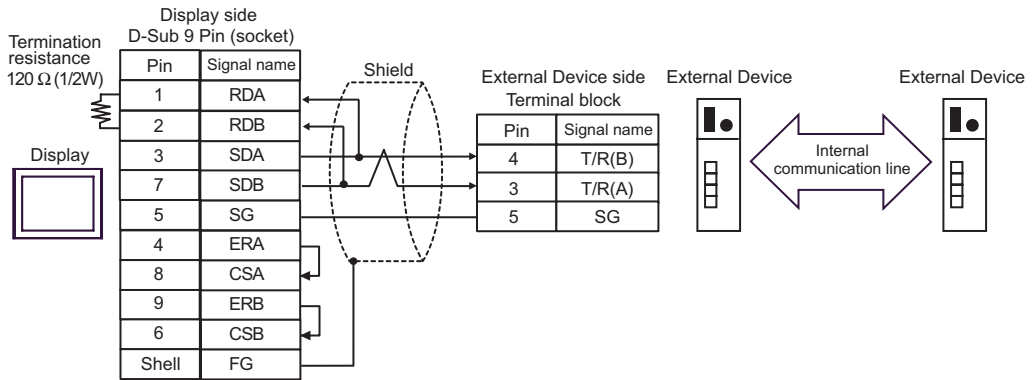 Display side
D-Sub 9 Pin (socket)
Termination
resistance
120 Ω (1/2W)
Pin Signal name
1 RDA
2 RDB
3 SDA
7 SDB
5 SG
4 ERA
8 CSA
9 ERB
6 CSB
Shell FG
Display
Shield
External Device side
Terminal block
Pin Signal name
4 T/R(B)
3 T/R(A)
5 SG
External Device
Internal
communication line
External Device